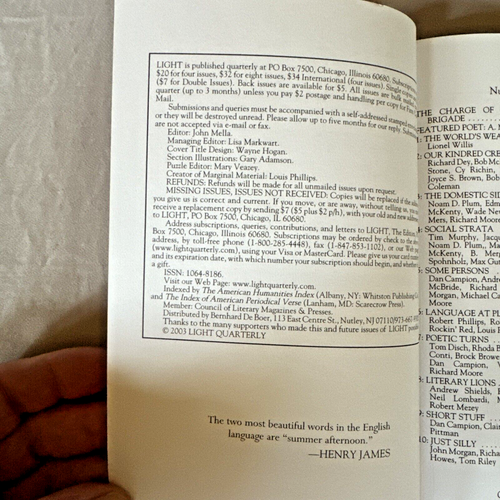 LIGHT is published quarterly at PO Box 7500, Chicago, Illinois 60680. Subscriptions
$20 for four issues, $32 for eight issues, $34 International (four issues). Single
($7 for Double Issues). Back issues are available for $5. All issues are bulk
quarter (up to 3 months) unless you pay $2 postage and handling per copy for
Mail.
Submissions and queries must be accompanied with a self-addressed stamped
or they will be destroyed unread. Please allow up to five months for our reply.
are not accepted via e-mail or fax.
Editor: John Mella.
Managing Editor: Lisa Markwart.
Cover Title Design: Wayne Hogan.
Section Illustrations: Gary Adamson.
Puzzle Editor: Mary Vearey.
Creator of Marginal Material: Louis Phillips.
REFUNDS: Refunds will be made for all unmailed issues upon request.
MISSING ISSUES, ISSUES NOT RECEIVED: Copies will be replaced if the
you give us is correct and current. If you move, or are away, without telling us, you
receive a replacement copy by sending $7 ($5 plus $2 p/h), with your old and new
to LIGHT, PO Box 7500, Chicago, IL 60680.
Address subscriptions, queries, contributions, and letters to LIGHT, The Editor,
Box 7500, Chicago, Illinois 60680. Subscriptions may be ordered by check to the
address, by toll-free phone (1-800-285-4448), fax (1-847-853-1102), or our Web
(www.lightquarterly.com), using your Visa or MasterCard. Please give us your card
and its expiration date, with which number your subscription should begin, and whether
a gift.
ISSN: 1064-8186.
Visit our Web Page: www.lightquarterly.com.
Indexed by The American Humanities Index (Albany, NY: Whitston Publishing
and The Index of American Periodical Verse (Lanham, MD: Scarecrow Press).
Member: Council of Literary Magazines & Presses.
Distributed by Bernhard De Boer, 113 East Centre St., Nutley, NJ 07110/973-667-
Thanks to the many supporters who made this and future issues of LIGHT
© 2003 LIGHT QUARTERLY
The two most beautiful words in the English
language are “summer afternoon.”
—HENRY JAMES
THE CHARGE OF
BRIGADE
FEATURED POET: A.
THE WORLD'S WEA
Lionel Willis
OUR KINDRED CRE
Richard Dey, Bob Mc
Stone, Cy Richin,
Joyce S. Brown, Bob
Coleman
THE DOMESTIC SID
Noam D. Plum, Edm
McKenty, Wade Ne
Mers, Richard Moore
SOCIAL STRATA
Tim Murphy, Jacqu
Noam D. Plum, Ma
McKenty, B. Mer
Spohnholz, Max Gut
SOME PERSONS
Dan Campion, Andre
McBride, Richard
Morgan, Michael C
Moore
LANGUAGE AT PL
Robert Phillips, Ro
Rockin' Red, Louis P
POETIC TURNS
Tom Disch, Rhoda B
Conti, Brock Browe
Dan Campion, W
Richard Moore
LITERARY LIONS
Andrew Shields,
Neil Lombardi, M
Robert Mezey
SHORT STUFF
Dan Campion, Clair
Pittman
10: JUST SILLY
John Morgan, Richa
Howes, Tom Riley